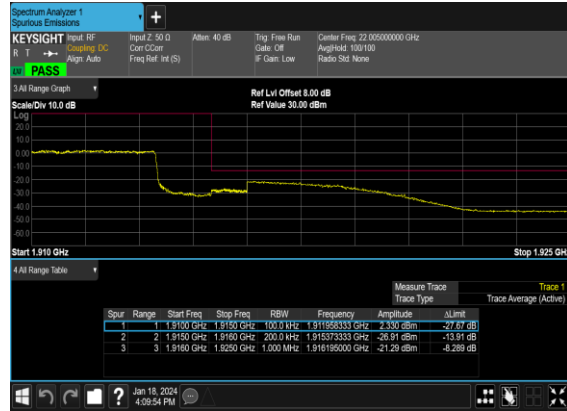 Spectrum Analyzer 1
Spurious Emissions
KEYSIGHT Input: RF Input Z: 50 Ω Atten: 40 dB Trig: Free Run Center Freq: 22.005000000 GHz
R T Coupling: DC Corr CCorr Gate: Off Avg|Hold: 100/100
Align: Auto Freq Ref: Int (S) IF Gain: Low Radio Std: None
PASS
3 All Range Graph
Ref Lvl Offset 8.00 dB
Scale/Div 10.0 dB Ref Value 30.00 dBm
Log
20.0
10.0
0.00
-10.0
-20.0
-30.0
-40.0
-50.0
-60.0
Start 1.910 GHz Stop 1.925 GH
4 All Range Table
Measure Trace Trace 1
Trace Type Trace Average (Active)
Spur Range Start Freq Stop Freq RBW Frequency Amplitude ΔLimit
1 1 1.9100 GHz 1.9150 GHz 100.0 kHz 1.911958333 GHz 2.330 dBm -27.67 dB
2 2 1.9150 GHz 1.9160 GHz 200.0 kHz 1.915373333 GHz -26.91 dBm -13.91 dB
3 3 1.9160 GHz 1.9250 GHz 1.000 MHz 1.916195000 GHz -21.29 dBm -8.289 dB
Jan 18, 2024
4:09:54 PM